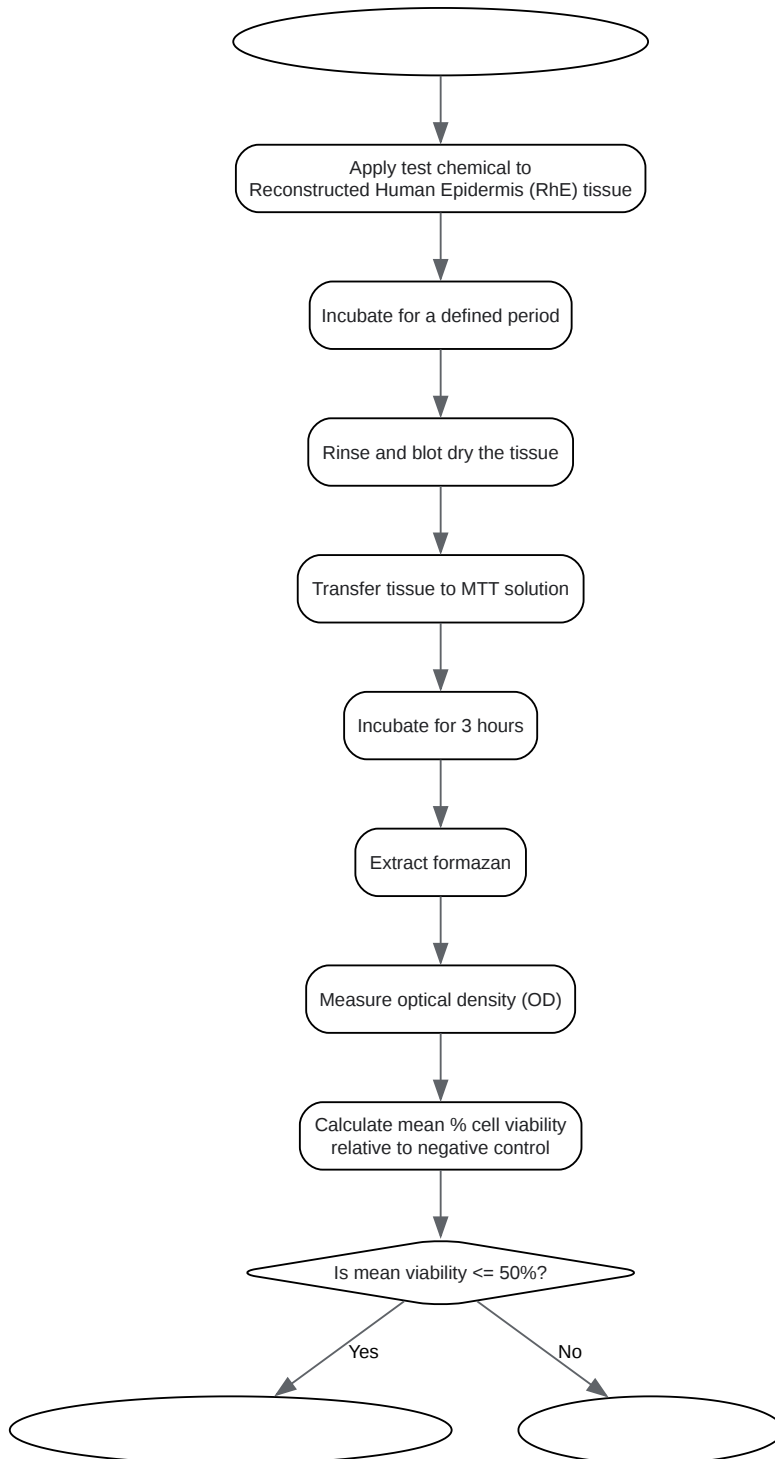 Apply test chemical to
Reconstructed Human Epidermis (RhE) tissue
Incubate for a defined period
Rinse and blot dry the tissue
Transfer tissue to MTT solution
Incubate for 3 hours
Extract formazan
Measure optical density (OD)
Calculate mean % cell viability
relative to negative control
Is mean viability <= 50%?
Yes
No